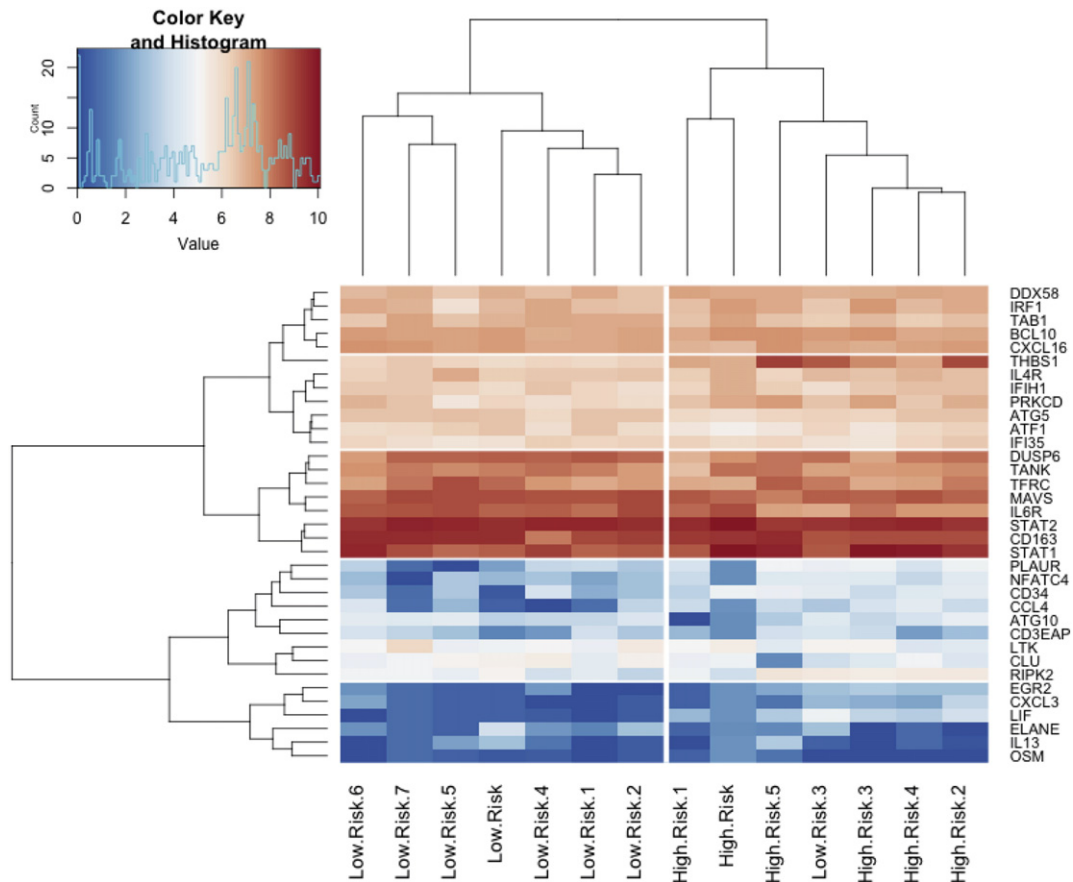 Color Key
and Histogram
Count
0 5 10 20
0 2 4 6 8 10
Value
DDX58
IRF1
TAB1
BCL10
CXCL16
THBS1
IL4R
IFIH1
PRKCD
ATG5
ATF1
IFI35
DUSP6
TANK
TFRC
MAVS
IL6R
STAT2
CD163
STAT1
PLAUR
NFATC4
CD34
CCL4
ATG10
CD3EAP
LTK
CLU
RIPK2
EGR2
CXCL3
LIF
ELANE
IL13
OSM
Low.Risk.6
Low.Risk.7
Low.Risk.5
Low.Risk
Low.Risk.4
Low.Risk.1
Low.Risk.2
High.Risk.1
High.Risk
High.Risk.5
Low.Risk.3
High.Risk.3
High.Risk.4
High.Risk.2